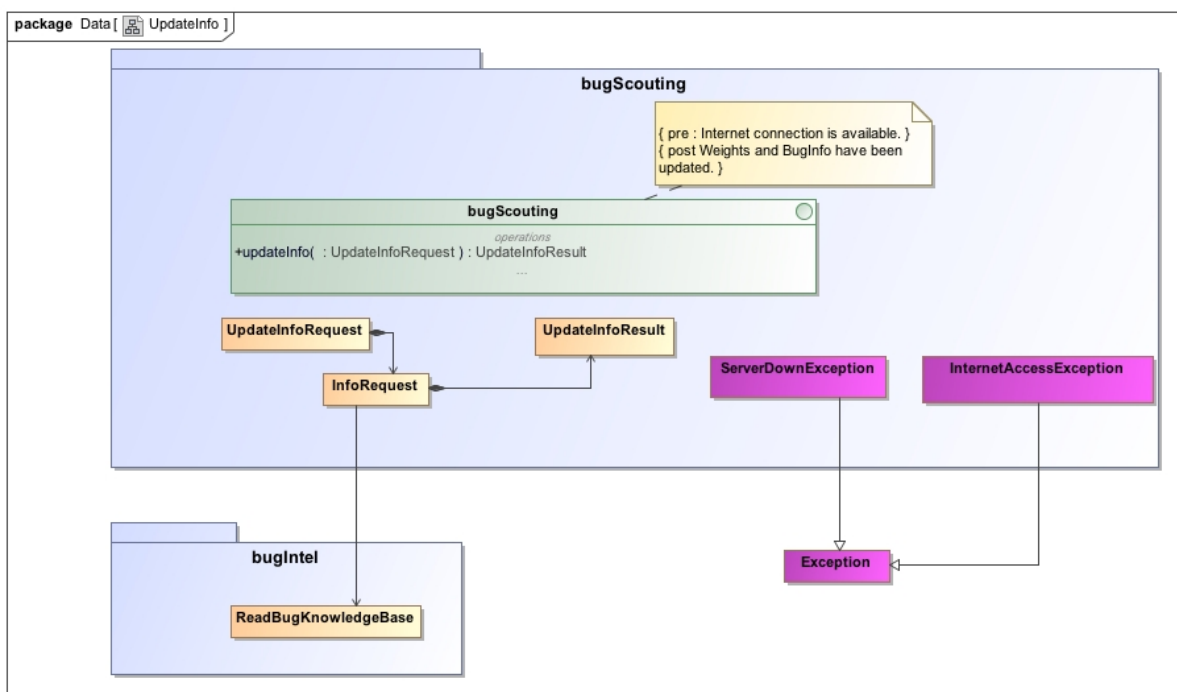 package Data [ UpdateInfo ]
bugScouting
{ pre : Internet connection is available. }
{ post Weights and BugInfo have been
updated. }
bugScouting
operations
+updateInfo( : UpdateInfoRequest ) : UpdateInfoResult
...
UpdateInfoRequest
UpdateInfoResult
InfoRequest
ServerDownException
InternetAccessException
bugIntel
Exception
ReadBugKnowledgeBase